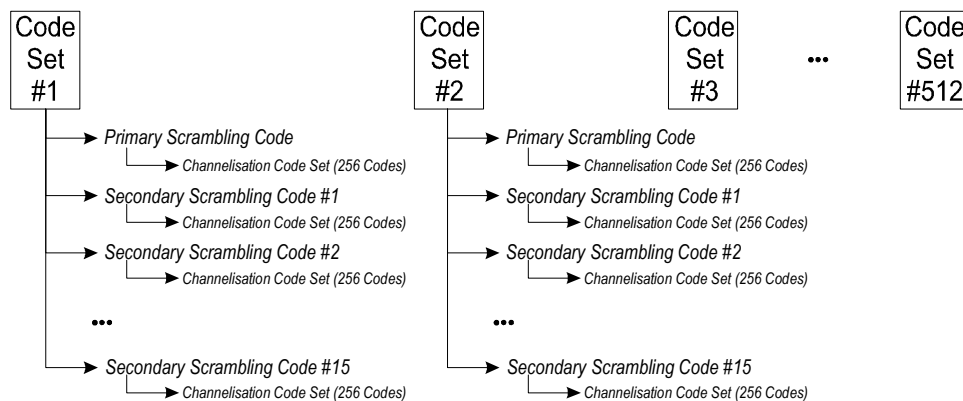 Code Set #1
Code Set #2
Code Set #3
...
Code Set #512
Primary Scrambling Code
Channelisation Code Set (256 Codes)
Secondary Scrambling Code #1
Channelisation Code Set (256 Codes)
Secondary Scrambling Code #2
Channelisation Code Set (256 Codes)
...
Secondary Scrambling Code #15
Channelisation Code Set (256 Codes)
Primary Scrambling Code
Channelisation Code Set (256 Codes)
Secondary Scrambling Code #1
Channelisation Code Set (256 Codes)
Secondary Scrambling Code #2
Channelisation Code Set (256 Codes)
...
Secondary Scrambling Code #15
Channelisation Code Set (256 Codes)